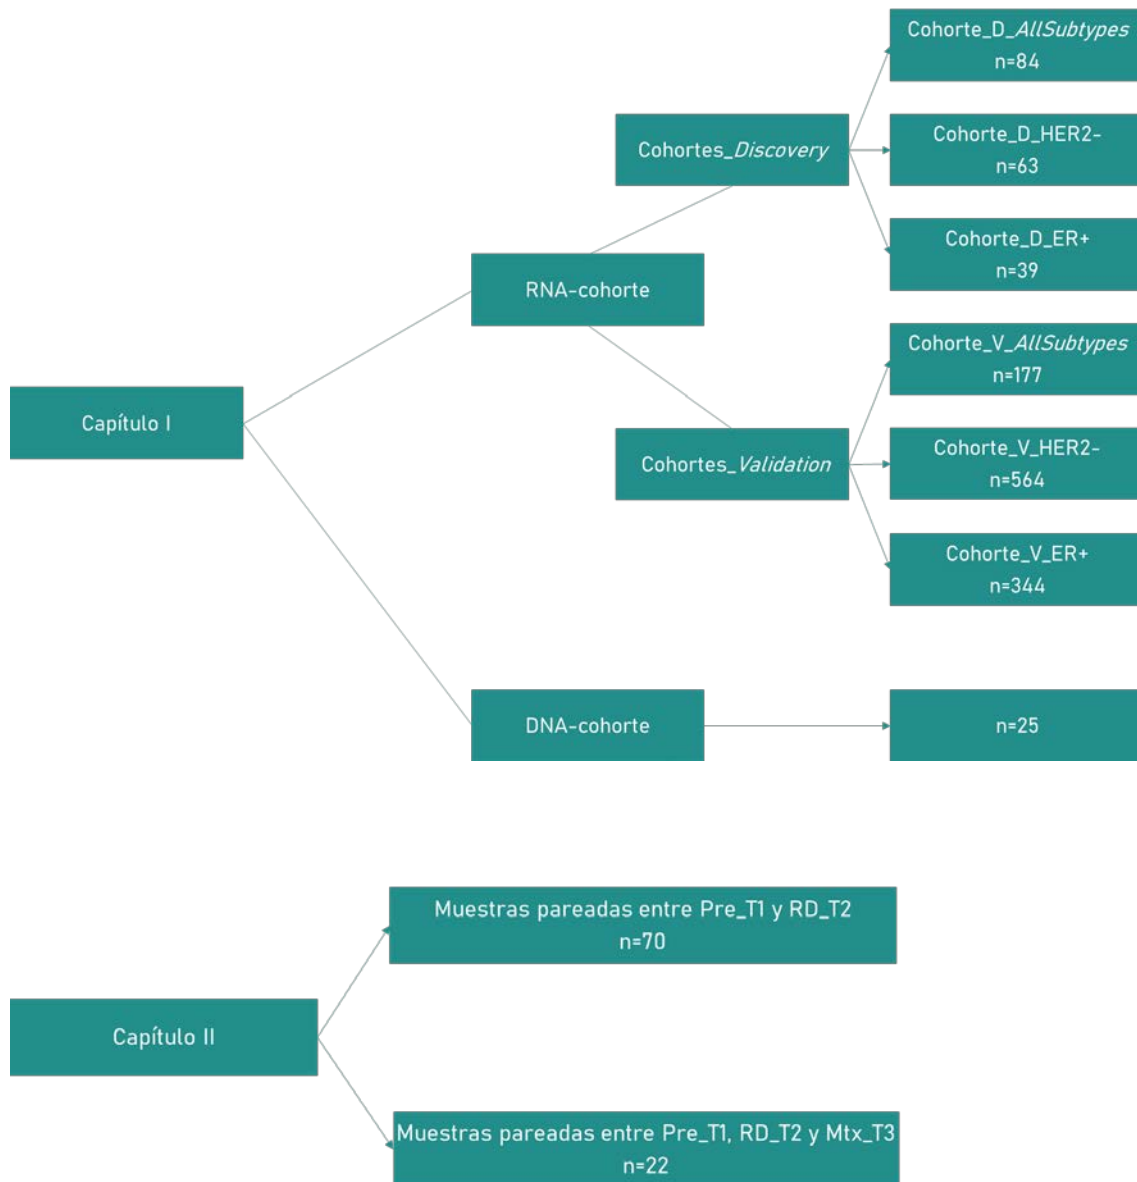 Cohorte_D_AllSubtypes
n=84
Cohortes_Discovery
Cohorte_D_HER2-
n=63
Cohorte_D_ER+
n=39
RNA-cohorte
Cohorte_V_AllSubtypes
n=177
Capítulo I
Cohortes_Validation
Cohorte_V_HER2-
n=564
Cohorte_V_ER+
n=344
DNA-cohorte
n=25
Muestras pareadas entre Pre_T1 y RD_T2
n=70
Capítulo II
Muestras pareadas entre Pre_T1, RD_T2 y Mtx_T3
n=22